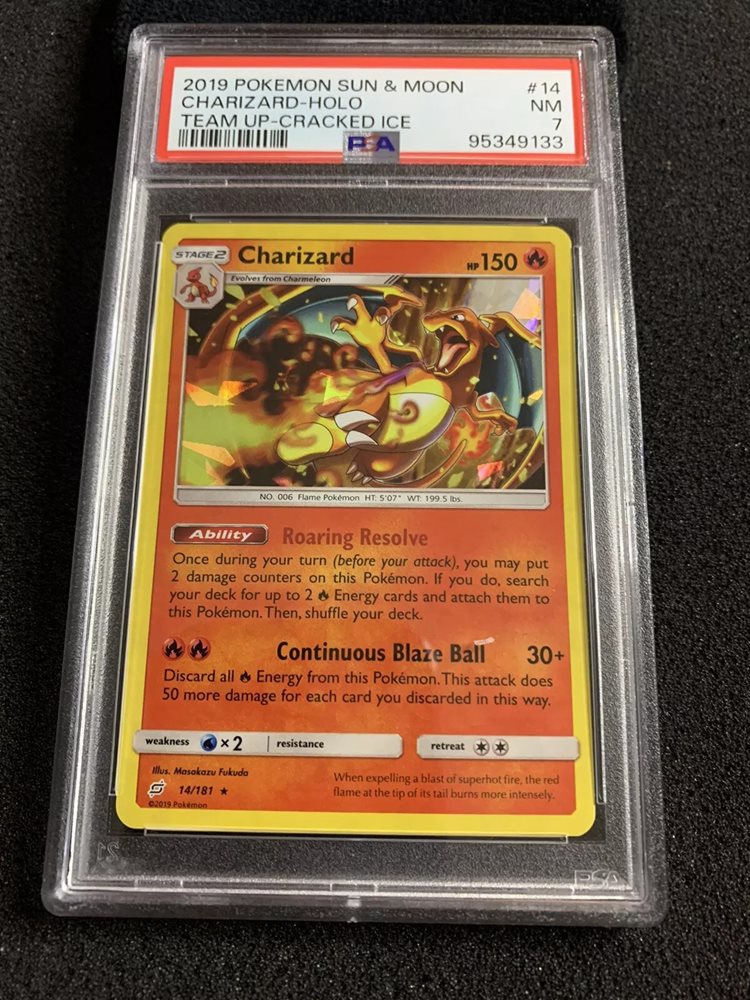 2019 POKEMON SUN & MOON #14
CHARIZARD-HOLO NM
TEAM UP-CRACKED ICE 7
PSA 95349133
STAGE 2 Charizard HP 150
Evolves from Charmeleon
NO. 006 Flame Pokémon HT: 5'07" WT: 199.5 lbs.
Ability Roaring Resolve
Once during your turn (before your attack), you may put
2 damage counters on this Pokémon. If you do, search
your deck for up to 2 Energy cards and attach them to
this Pokémon. Then, shuffle your deck.
Continuous Blaze Ball 30+
Discard all Energy from this Pokémon. This attack does
50 more damage for each card you discarded in this way.
weakness ×2 resistance retreat
Illus. Masakazu Fukuda
When expelling a blast of superhot fire, the red
14/181 ★ flame at the tip of its tail burns more intensely.
©2019 Pokémon
PSA